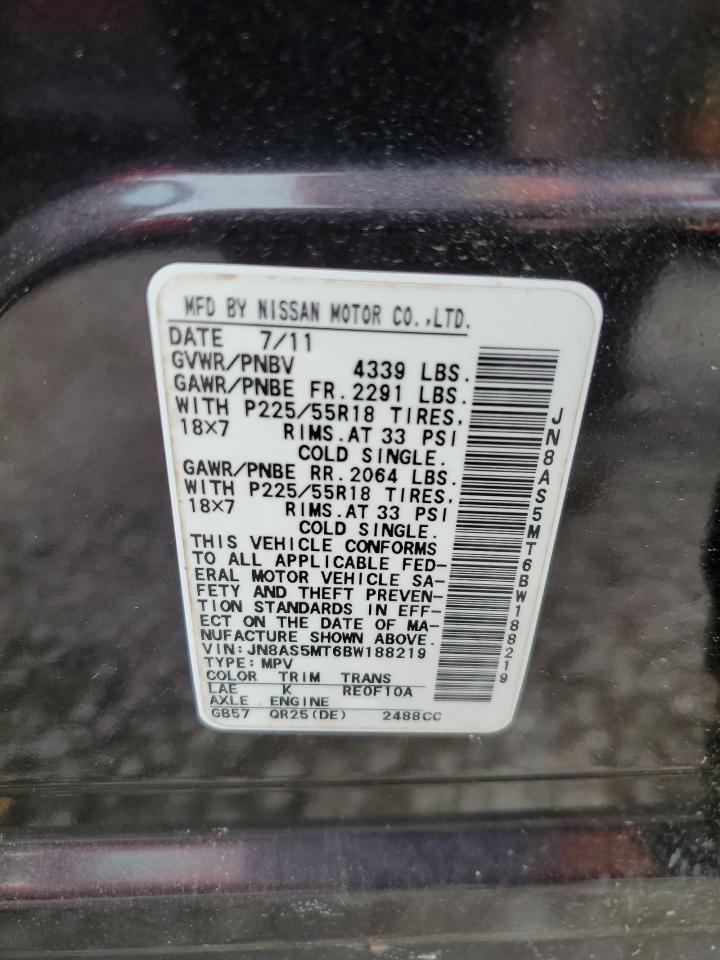 MFD BY NISSAN MOTOR CO.,LTD.
DATE 7/11
GVWR/PNBV 4339 LBS.
GAWR/PNBE FR.2291 LBS.
WITH P225/55R18 TIRES,
18×7 RIMS.AT 33 PSI
COLD SINGLE.
GAWR/PNBE RR.2064 LBS.
WITH P225/55R18 TIRES,
18×7 RIMS.AT 33 PSI
COLD SINGLE.
THIS VEHICLE CONFORMS
TO ALL APPLICABLE FED-
ERAL MOTOR VEHICLE SA-
FETY AND THEFT PREVEN-
TION STANDARDS IN EFF-
ECT ON THE DATE OF MA-
NUFACTURE SHOWN ABOVE.
VIN:JN8AS5MT6BW188219
TYPE:MPV
COLOR TRIM TRANS
LAE K RE0F10A
AXLE ENGINE
GB57 QR25(DE) 2488CC
JN8AS5MT6BW188219